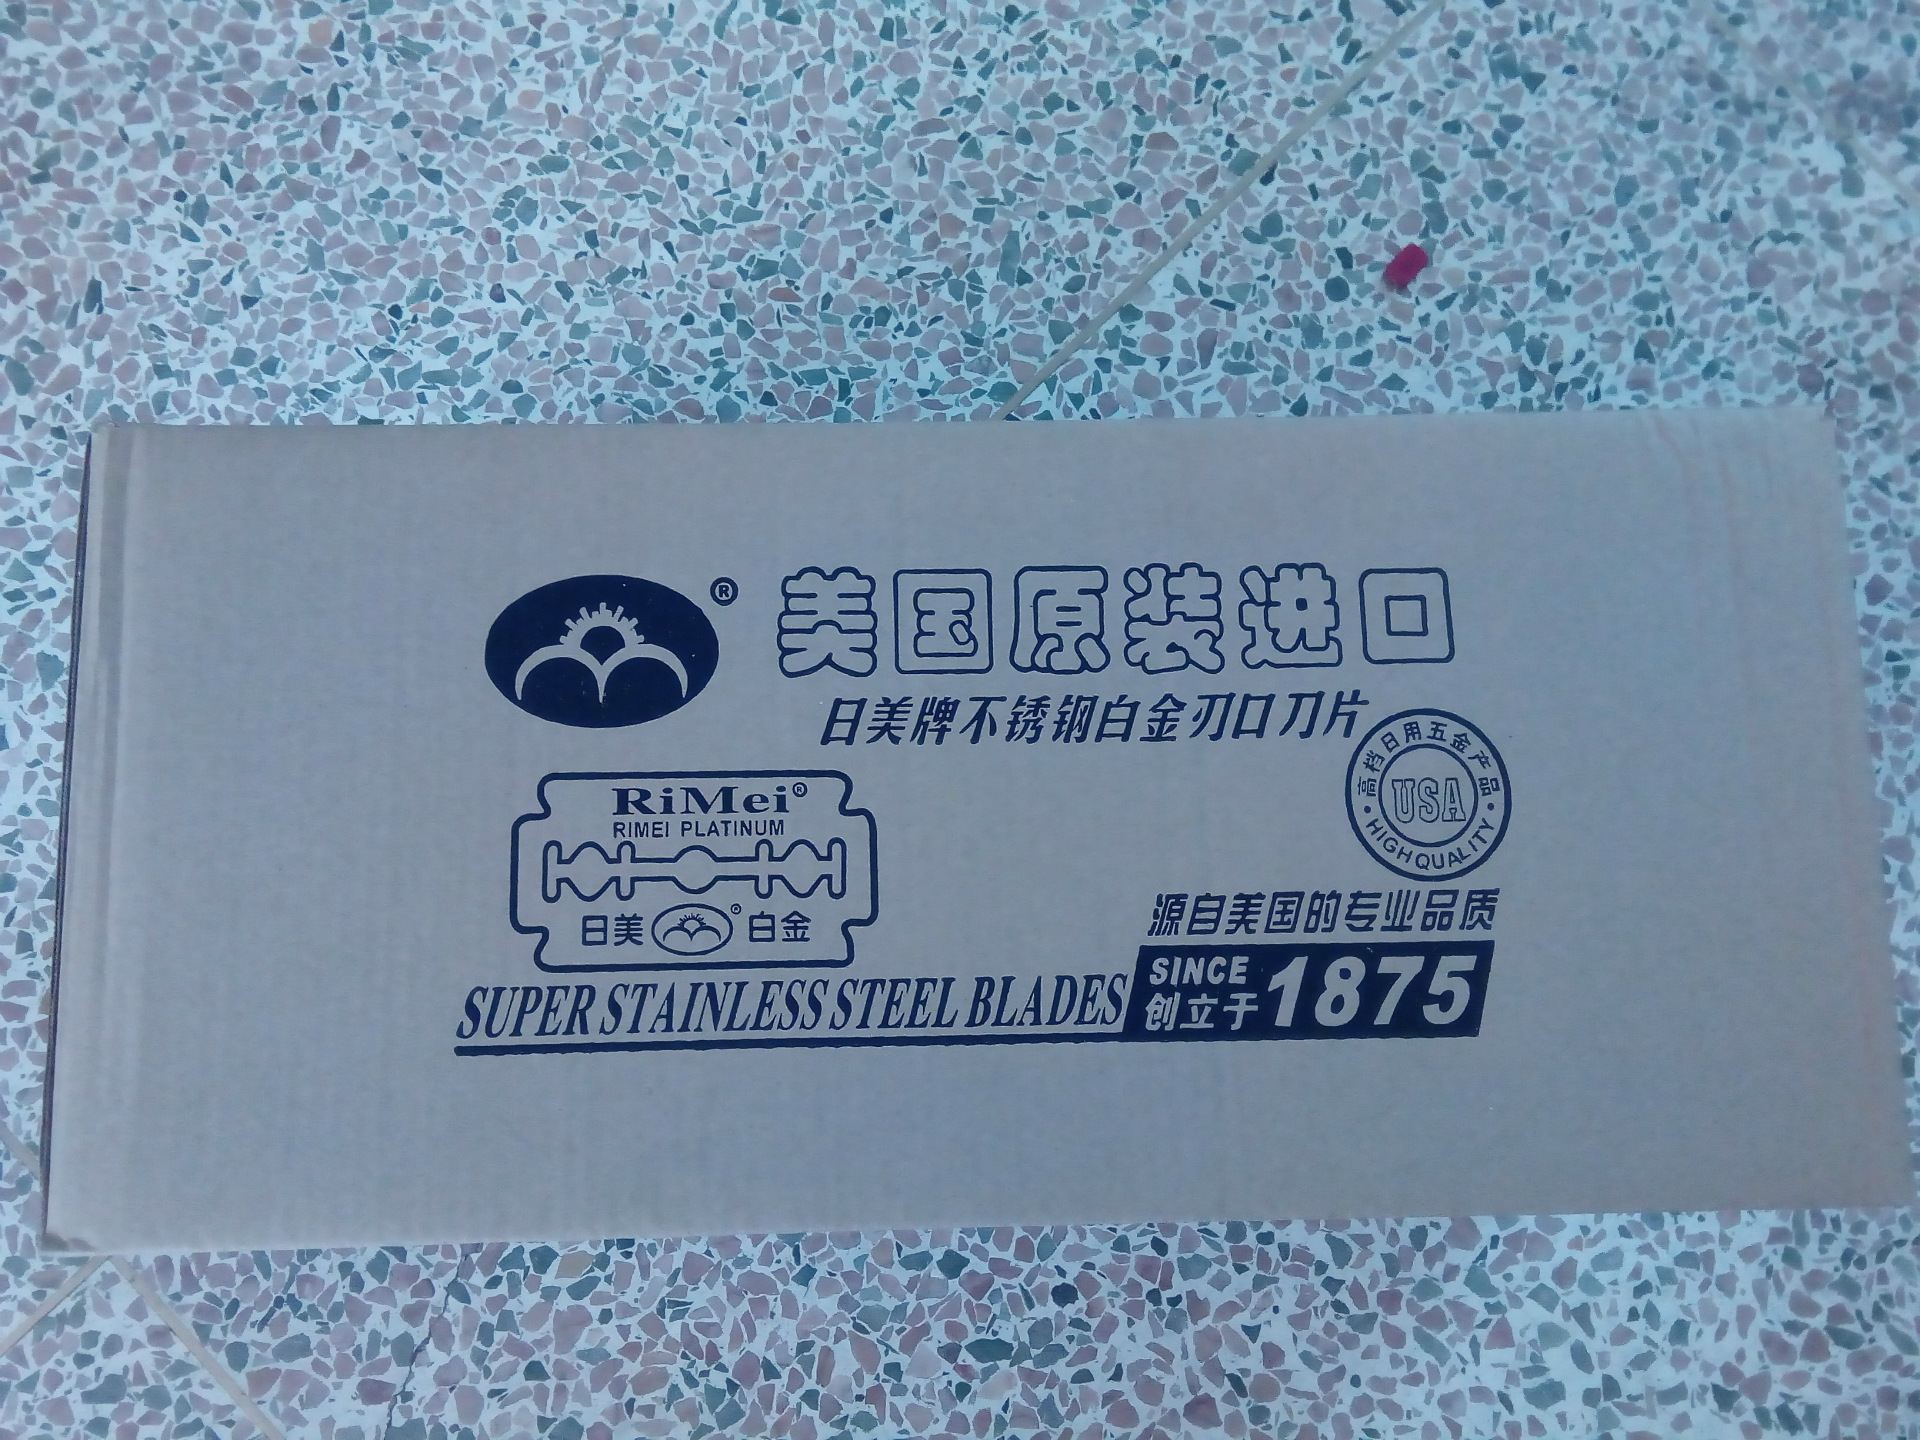 ®
美国原装进口
日美牌不锈钢白金刃口刀片
高档日用五金产品
USA
HIGH QUALITY
RiMei®
RIMEI PLATINUM
日美 ® 白金
源自美国的专业品质
SUPER STAINLESS STEEL BLADES
SINCE
创立于
1875